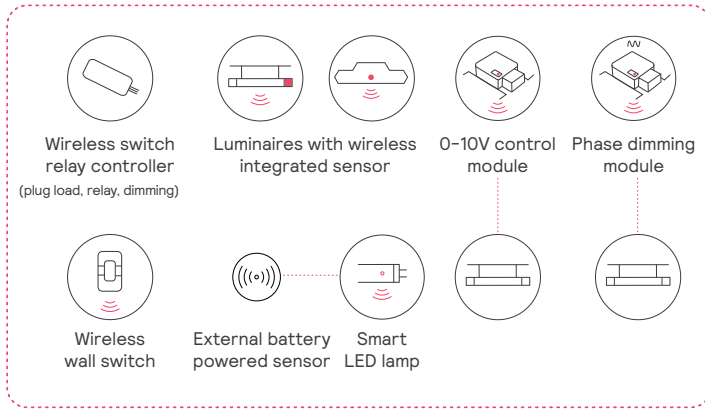 Wireless switch
relay controller
(plug load, relay, dimming)
Luminaires with wireless
integrated sensor
0-10V control
module
Phase dimming
module
Wireless
wall switch
External battery
powered sensor
Smart
LED lamp